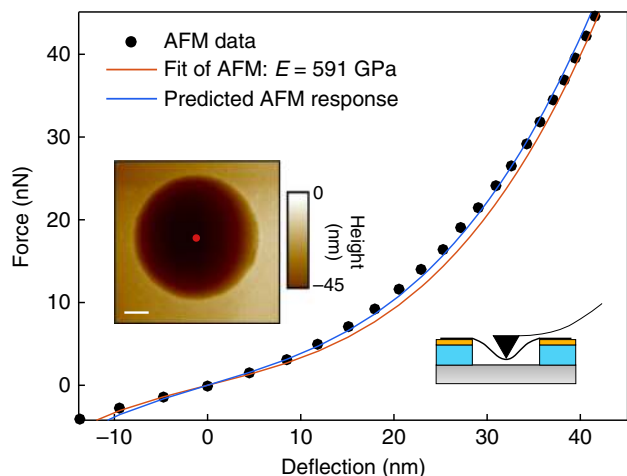 AFM data
Fit of AFM: E = 591 GPa
Predicted AFM response
Force (nN)
40
30
20
10
0
0
−45
Height
(nm)
−10 0 10 20 30 40
Deflection (nm)